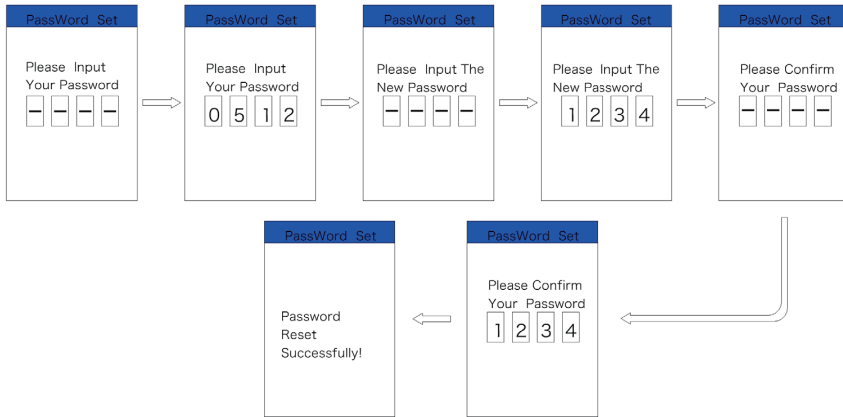 PassWord Set
Please Input
Your Password
– – – –
PassWord Set
Please Input
Your Password
0 5 1 2
PassWord Set
Please Input The
New Password
– – – –
PassWord Set
Please Input The
New Password
1 2 3 4
PassWord Set
Please Confirm
Your Password
– – – –
PassWord Set
Please Confirm
Your Password
1 2 3 4
PassWord Set
Password
Reset
Successfully!